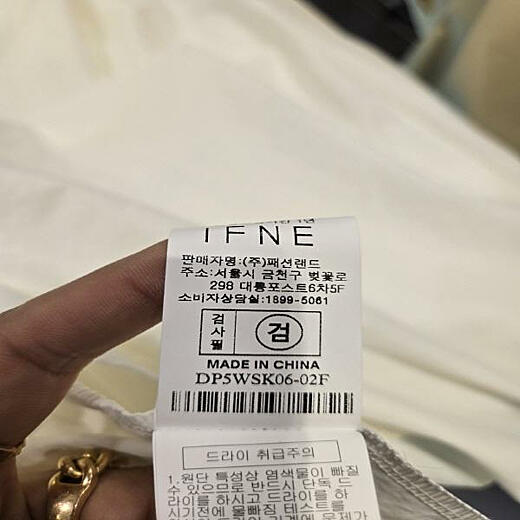 IFNE
판매자명:(주)패션랜드
주소:서울시 금천구 벚꽃로
298 대륭포스트6차5F
소비자상담실:1899-5061
검사필
검
MADE IN CHINA
DP5WSK06-02F
드라이 취급주의
1.원단 특성상 염색물이 빠질
수 있으므로 반드시 단독 드
라이를 하시고 드라이를 하
시기전에 물빠짐 테스트를